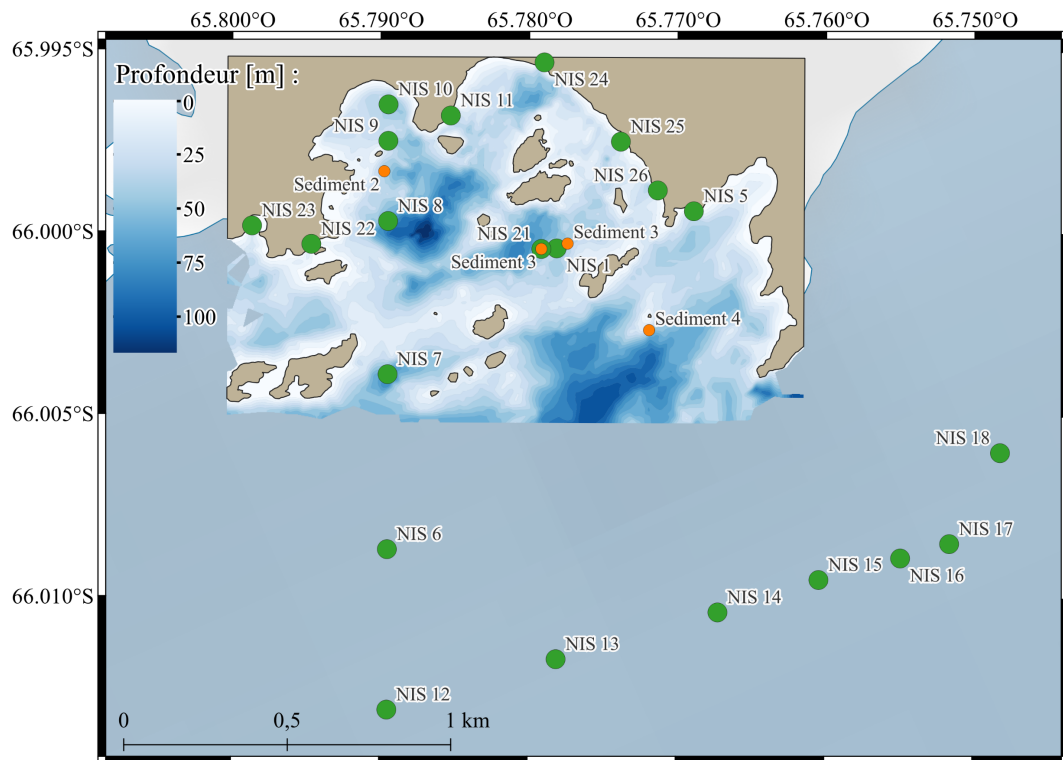 65.800°O
65.790°O
65.780°O
65.770°O
65.760°O
65.750°O
65.995°S
66.000°S
66.005°S
66.010°S
Profondeur [m] :
0
25
50
75
100
NIS 24
NIS 10
NIS 11
NIS 9
NIS 25
Sediment 2
NIS 26
NIS 5
NIS 23
NIS 8
NIS 22
NIS 21
Sediment 3
Sediment 3
NIS 1
Sediment 4
NIS 7
NIS 18
NIS 6
NIS 17
NIS 15
NIS 16
NIS 14
NIS 13
NIS 12
0
0,5
1 km